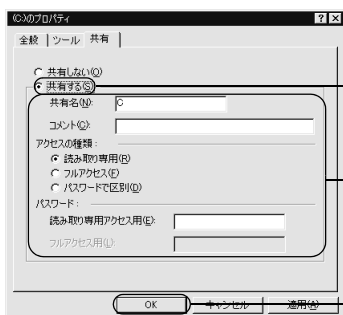 (C:)のプロパティ
全般 ツール 共有
共有しない(O)
共有する(S)
共有名(N): C
コメント(C):
アクセスの種類:
読み取り専用(R)
フルアクセス(F)
パスワードで区別(D)
パスワード:
読み取り専用アクセス用(E):
フルアクセス用(L):
OK キャンセル 適用(A)